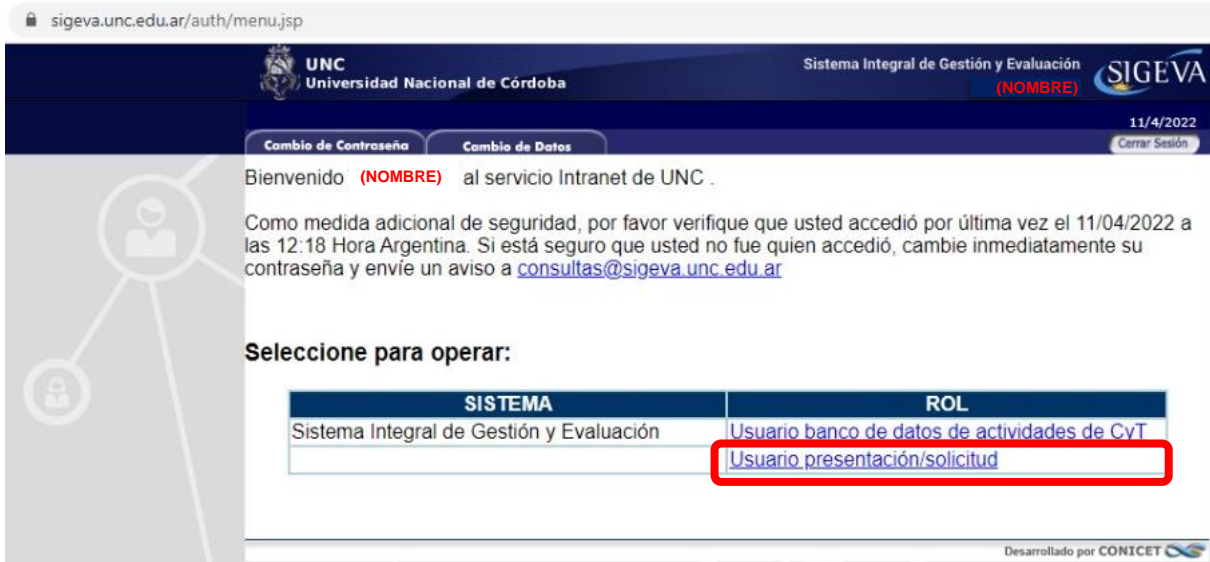 sigeva.unc.edu.ar/auth/menu.jsp
UNC
Universidad Nacional de Córdoba
Sistema Integral de Gestión y Evaluación
(NOMBRE)
SIGEVA
11/4/2022
Cambio de Contraseña
Cambio de Datos
Cerrar Sesión
Bienvenido (NOMBRE) al servicio Intranet de UNC .
Como medida adicional de seguridad, por favor verifique que usted accedió por última vez el 11/04/2022 a
las 12:18 Hora Argentina. Si está seguro que usted no fue quien accedió, cambie inmediatamente su
contraseña y envíe un aviso a consultas@sigeva.unc.edu.ar
Seleccione para operar:
SISTEMA ROL
Sistema Integral de Gestión y Evaluación Usuario banco de datos de actividades de CyT
Usuario presentación/solicitud
Desarrollado por CONICET